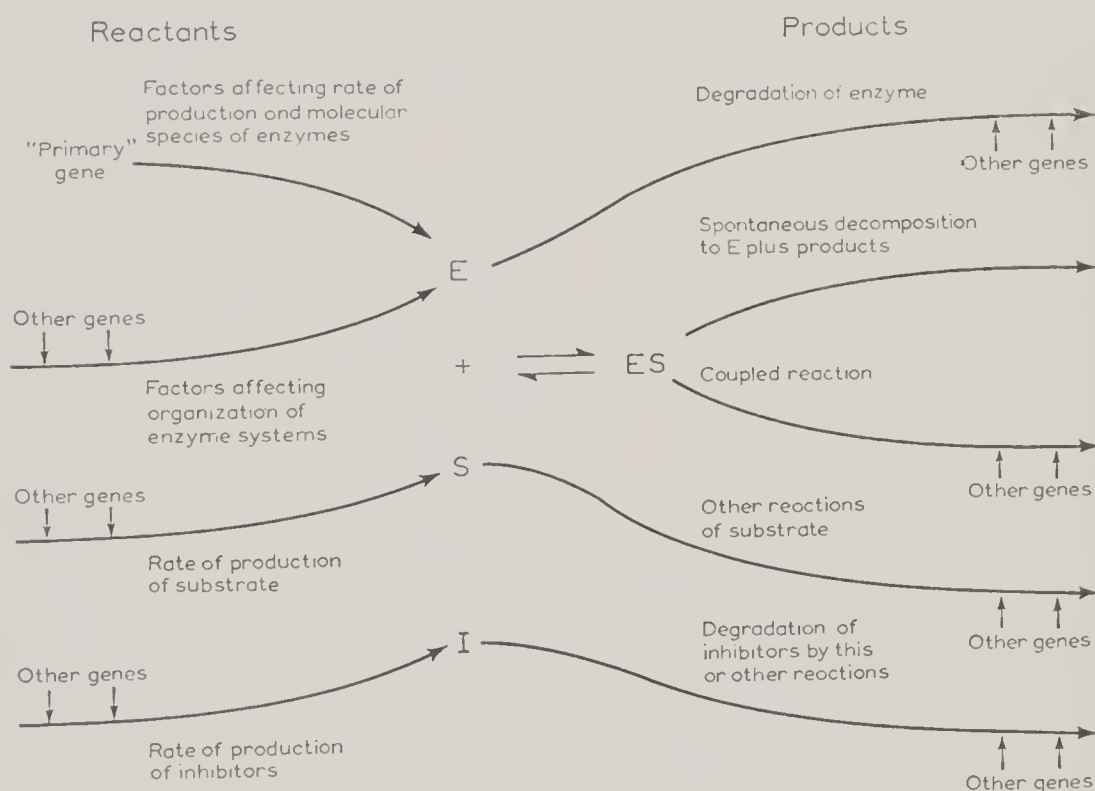 Reactants
Products
Factors affecting rate of
production and molecular
species of enzymes
"Primary"
gene
Degradation of enzyme
Other genes
Spontaneous decomposition
to E plus products
E
Other genes
Factors affecting
organization of
enzyme systems
+
ES
Coupled reaction
Other genes
S
Other genes
Rate of production
of substrate
Other reactions
of substrate
Other genes
I
Other genes
Rate of production
of inhibitors
Degradation of
inhibitors by this
or other reactions
Other genes